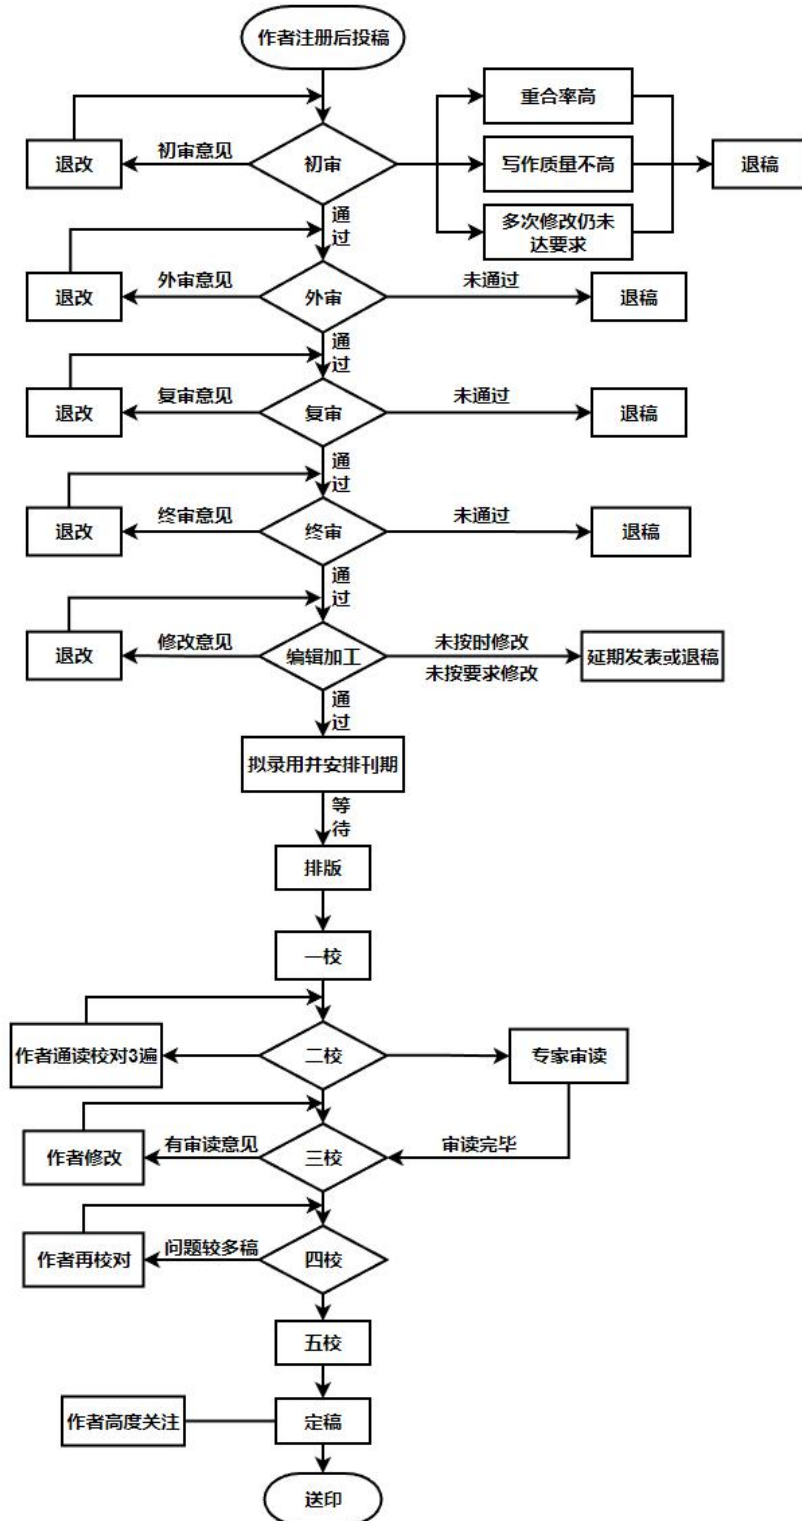 作者注册后投稿
重合率高
退改
初审意见
初审
写作质量不高
退稿
通
过
多次修改仍未
达要求
退改
外审意见
外审
未通过
退稿
通
过
退改
复审意见
复审
未通过
退稿
通
过
退改
终审意见
终审
未通过
退稿
通
过
退改
修改意见
编辑加工
未按时修改
未按要求修改
延期发表或退稿
通
过
拟录用并安排刊期
等
待
排版
一校
作者通读校对3遍
二校
专家审读
作者修改
有审读意见
三校
审读完毕
作者再校对
问题较多稿
四校
五校
作者高度关注
定稿
送印